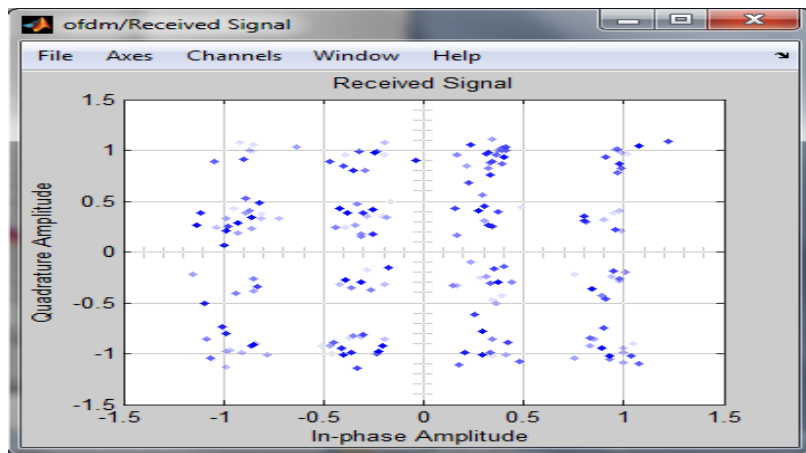 ofdm/Received Signal
File Axes Channels Window Help
Received Signal
1.5
1
0.5
0
-0.5
-1
-1.5
Quadrature Amplitude
-1.5 -1 -0.5 0 0.5 1 1.5
In-phase Amplitude